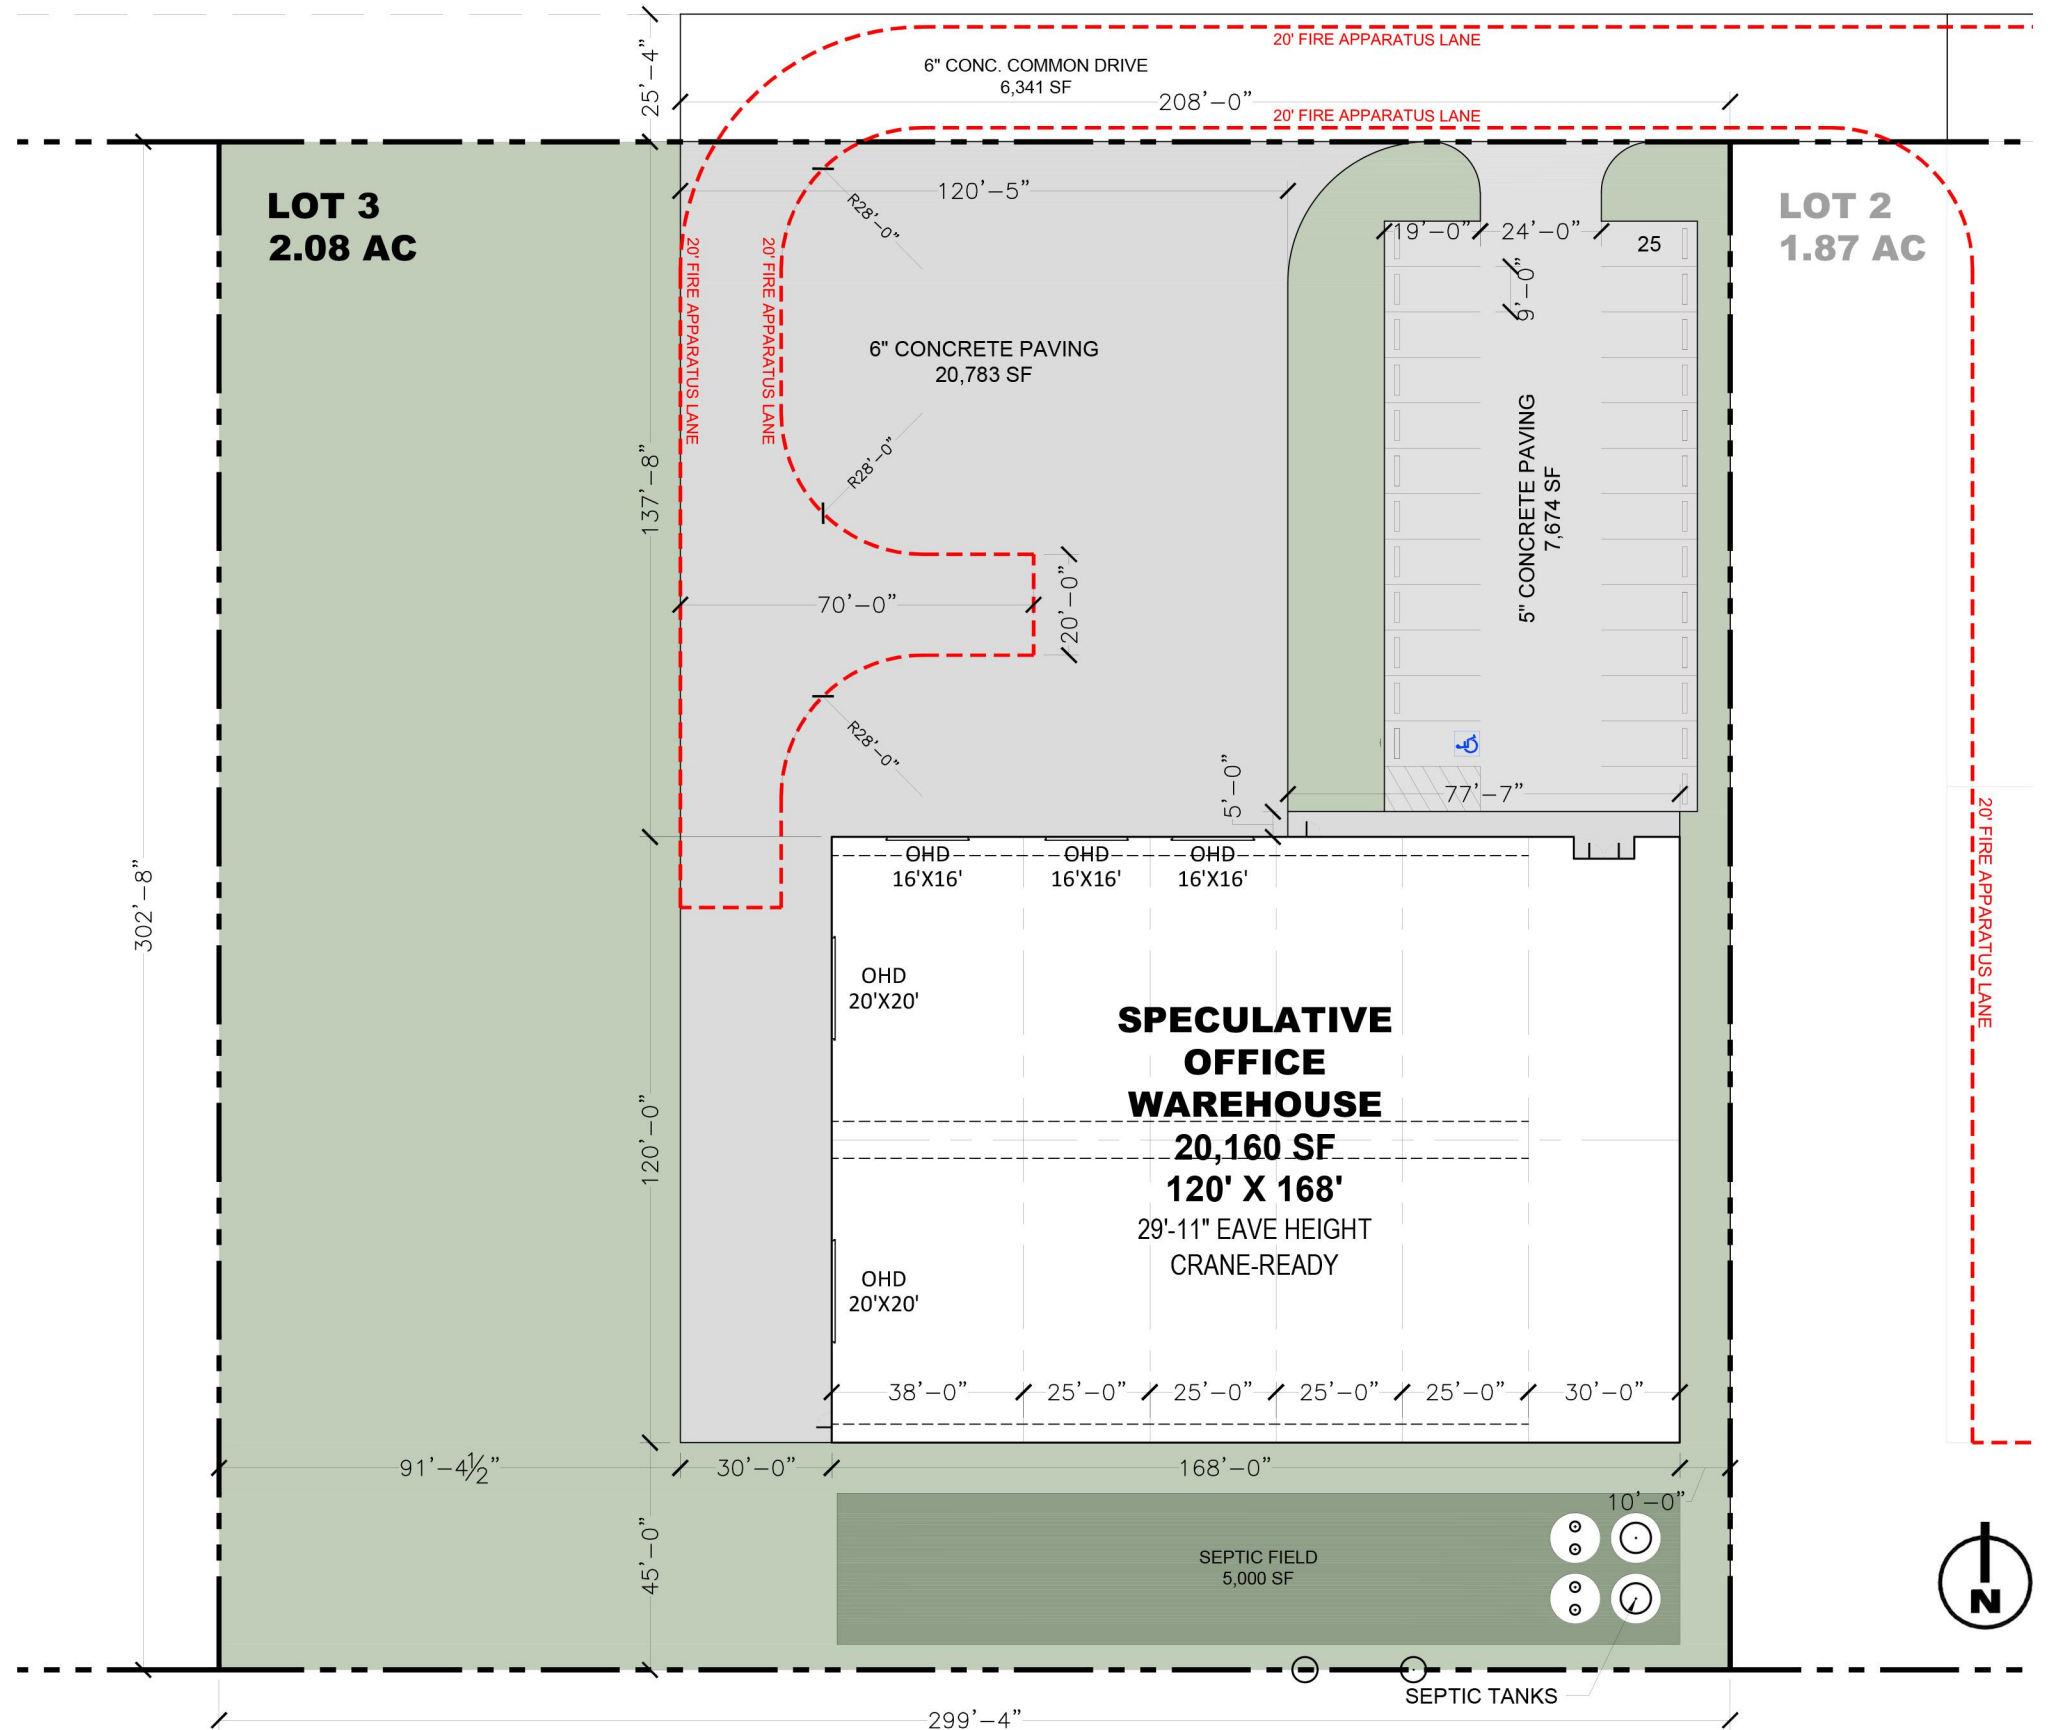 20' FIRE APPARATUS LANE
6" CONC. COMMON DRIVE
6,341 SF
25'-4"
208'-0"
20' FIRE APPARATUS LANE
LOT 3
2.08 AC
120'-5"
R28'-0"
LOT 2
1.87 AC
19'-0"
24'-0"
25
9'-0"
20' FIRE APPARATUS LANE
20' FIRE APPARATUS LANE
6" CONCRETE PAVING
20,783 SF
137'-8"
R28'-0"
5" CONCRETE PAVING
7,674 SF
70'-0"
20'-0"
R28'-0"
5'-0"
77'-7"
302'-8"
OHD
16'X16'
OHD
16'X16'
OHD
16'X16'
20' FIRE APPARATUS LANE
OHD
20'X20'
SPECULATIVE
OFFICE
WAREHOUSE
20,160 SF
120' X 168'
29'-11" EAVE HEIGHT
CRANE-READY
120'-0"
OHD
20'X20'
38'-0"
25'-0"
25'-0"
25'-0"
25'-0"
30'-0"
91'-4½"
30'-0"
168'-0"
10'-0"
45'-0"
SEPTIC FIELD
5,000 SF
N
SEPTIC TANKS
299'-4"